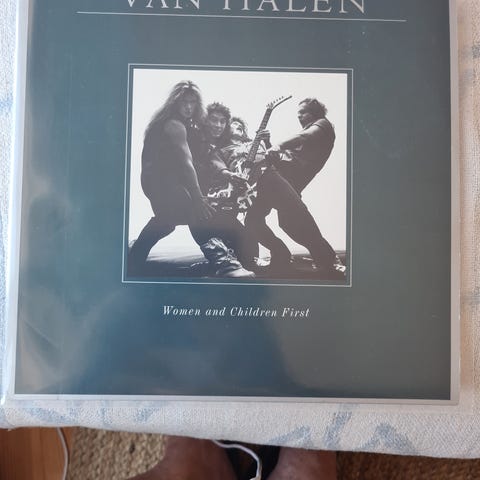 VAN HALEN
Women and Children First